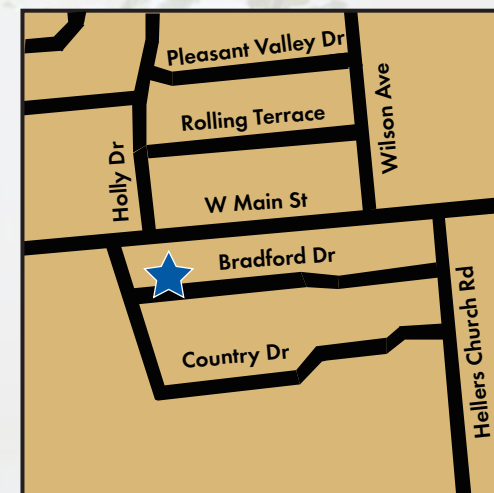 Pleasant Valley Dr
Wilson Ave
Rolling Terrace
Holly Dr
W Main St
Bradford Dr
Hellers Church Rd
Country Dr